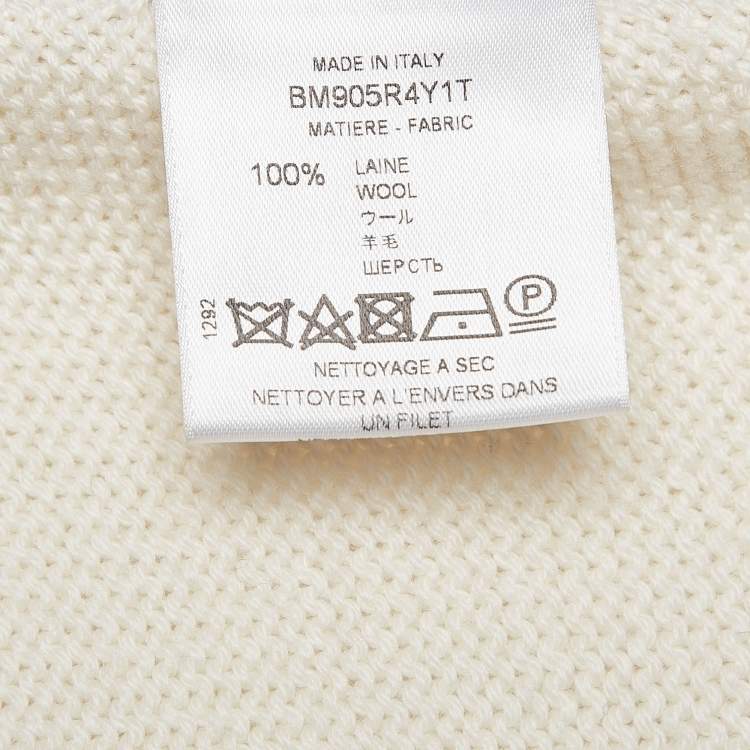 MADE IN ITALY
BM905R4Y1T
MATIERE - FABRIC
100% LAINE
WOOL
ウール
羊毛
ШЕРСТЬ
1292
P
NETTOYAGE A SEC
NETTOYER A L'ENVERS DANS
UN FILET